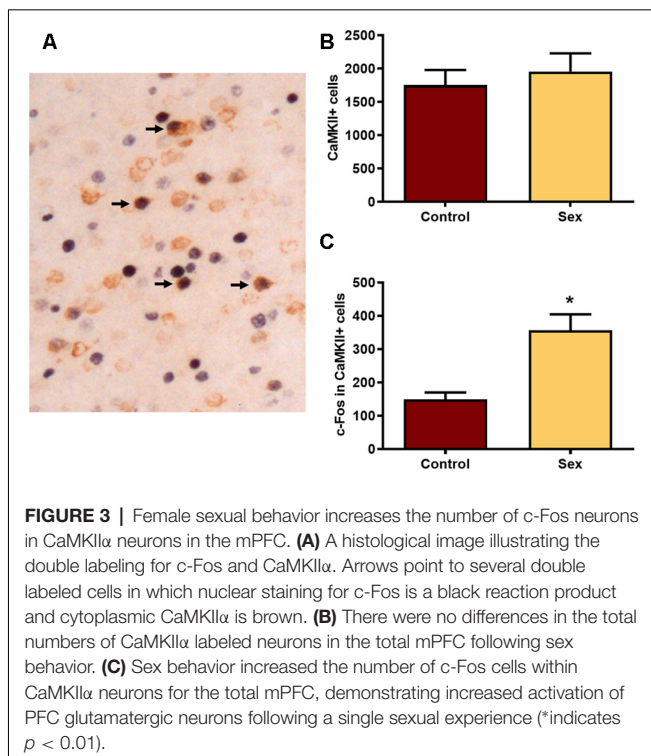 A
B
CaMKII+ cells
2500
2000
1500
1000
500
0
Control
Sex
C
c-Fos in CaMKII+ cells
500
400
300
200
100
0
*
Control
Sex
FIGURE 3 | Female sexual behavior increases the number of c-Fos neurons
in CaMKIIα neurons in the mPFC. (A) A histological image illustrating the
double labeling for c-Fos and CaMKIIα. Arrows point to several double
labeled cells in which nuclear staining for c-Fos is a black reaction product
and cytoplasmic CaMKIIα is brown. (B) There were no differences in the total
numbers of CaMKIIα labeled neurons in the total mPFC following sex
behavior. (C) Sex behavior increased the number of c-Fos cells within
CaMKIIα neurons for the total mPFC, demonstrating increased activation of
PFC glutamatergic neurons following a single sexual experience (*indicates
p < 0.01).